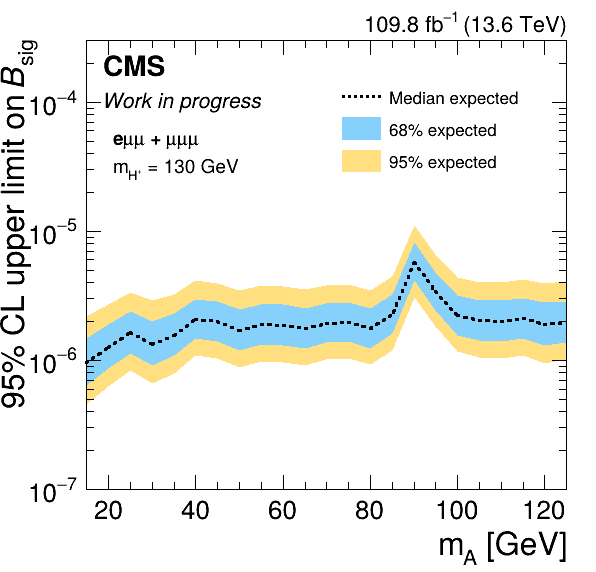 109.8 fb⁻¹ (13.6 TeV)
CMS
Work in progress
eμμ + μμμ
m_H⁺ = 130 GeV
Median expected
68% expected
95% expected
95% CL upper limit on B_sig
10⁻⁴
10⁻⁵
10⁻⁶
10⁻⁷
20 40 60 80 100 120
m_A [GeV]